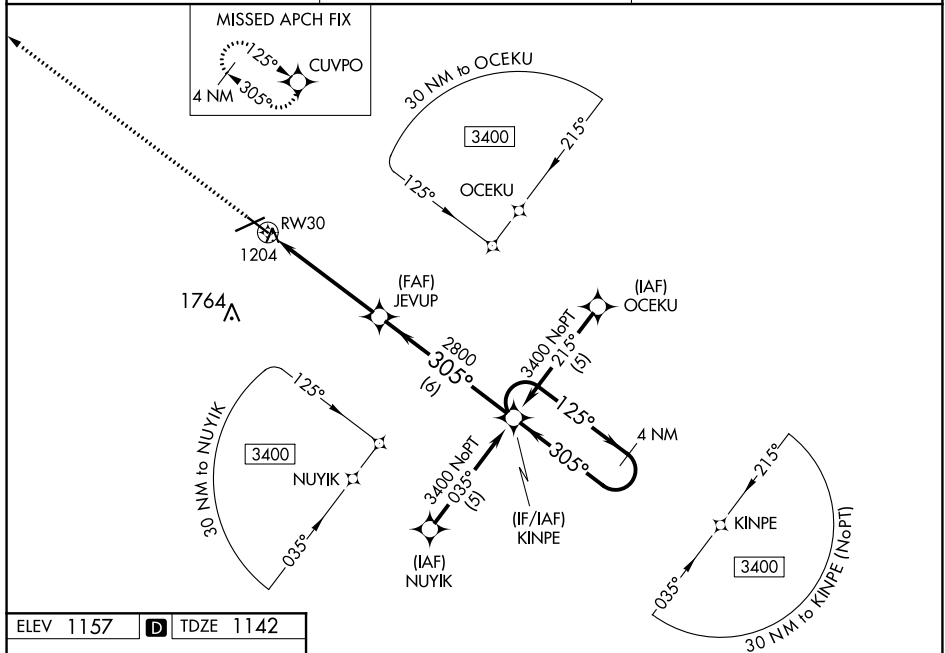 MISSED APCH FIX
125°
CUVPO
4 NM
305°
30 NM to OCEKU
3400
215°
125°
OCEKU
RW30
1204
(FAF)
JEVUP
1764
(IAF)
OCEKU
3400 NoPT
215°
(5)
2800
305°
(6)
125°
4 NM
305°
30 NM to NUYIK
125°
3400
NUYIK
035°
3400 NoPT
035°
(5)
(IF/IAF)
KINPE
(IAF)
NUYIK
215°
KINPE
3400
035°
30 NM to KINPE (NoPT)
ELEV 1157 D TDZE 1142